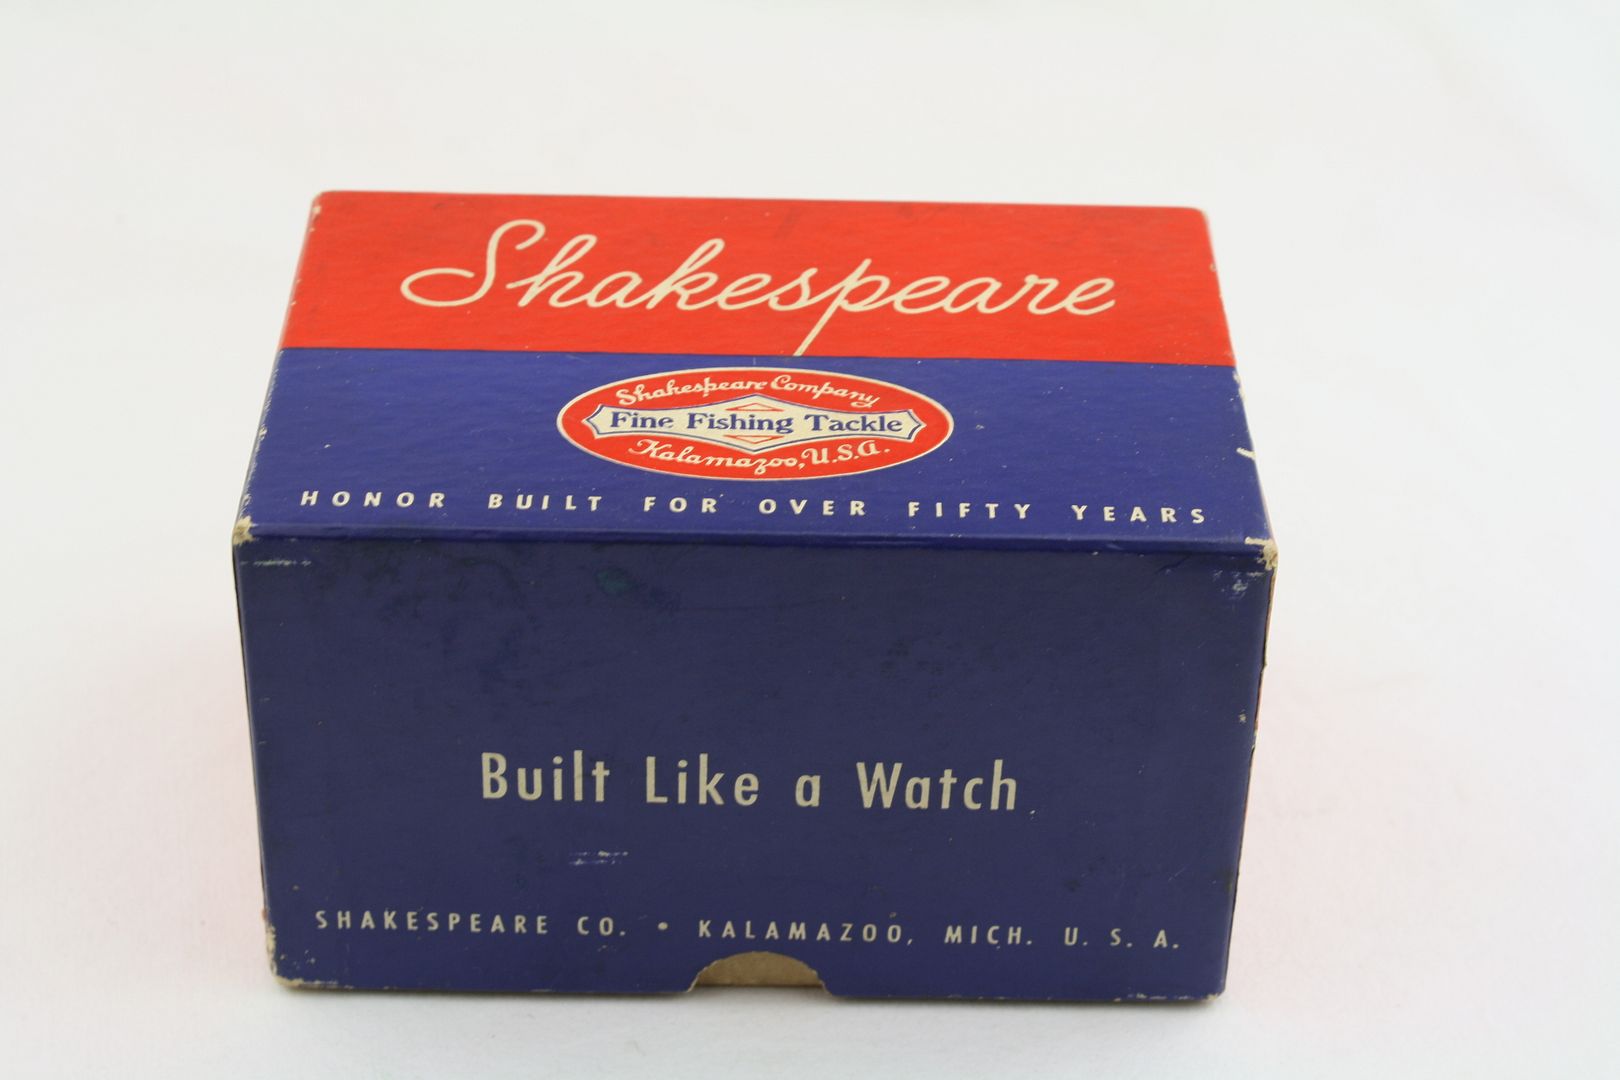 Shakespeare
Shakespeare Company
Fine Fishing Tackle
Kalamazoo, U.S.A.
HONOR BUILT FOR OVER FIFTY YEARS
Built Like a Watch
SHAKESPEARE CO. • KALAMAZOO, MICH. U. S. A.